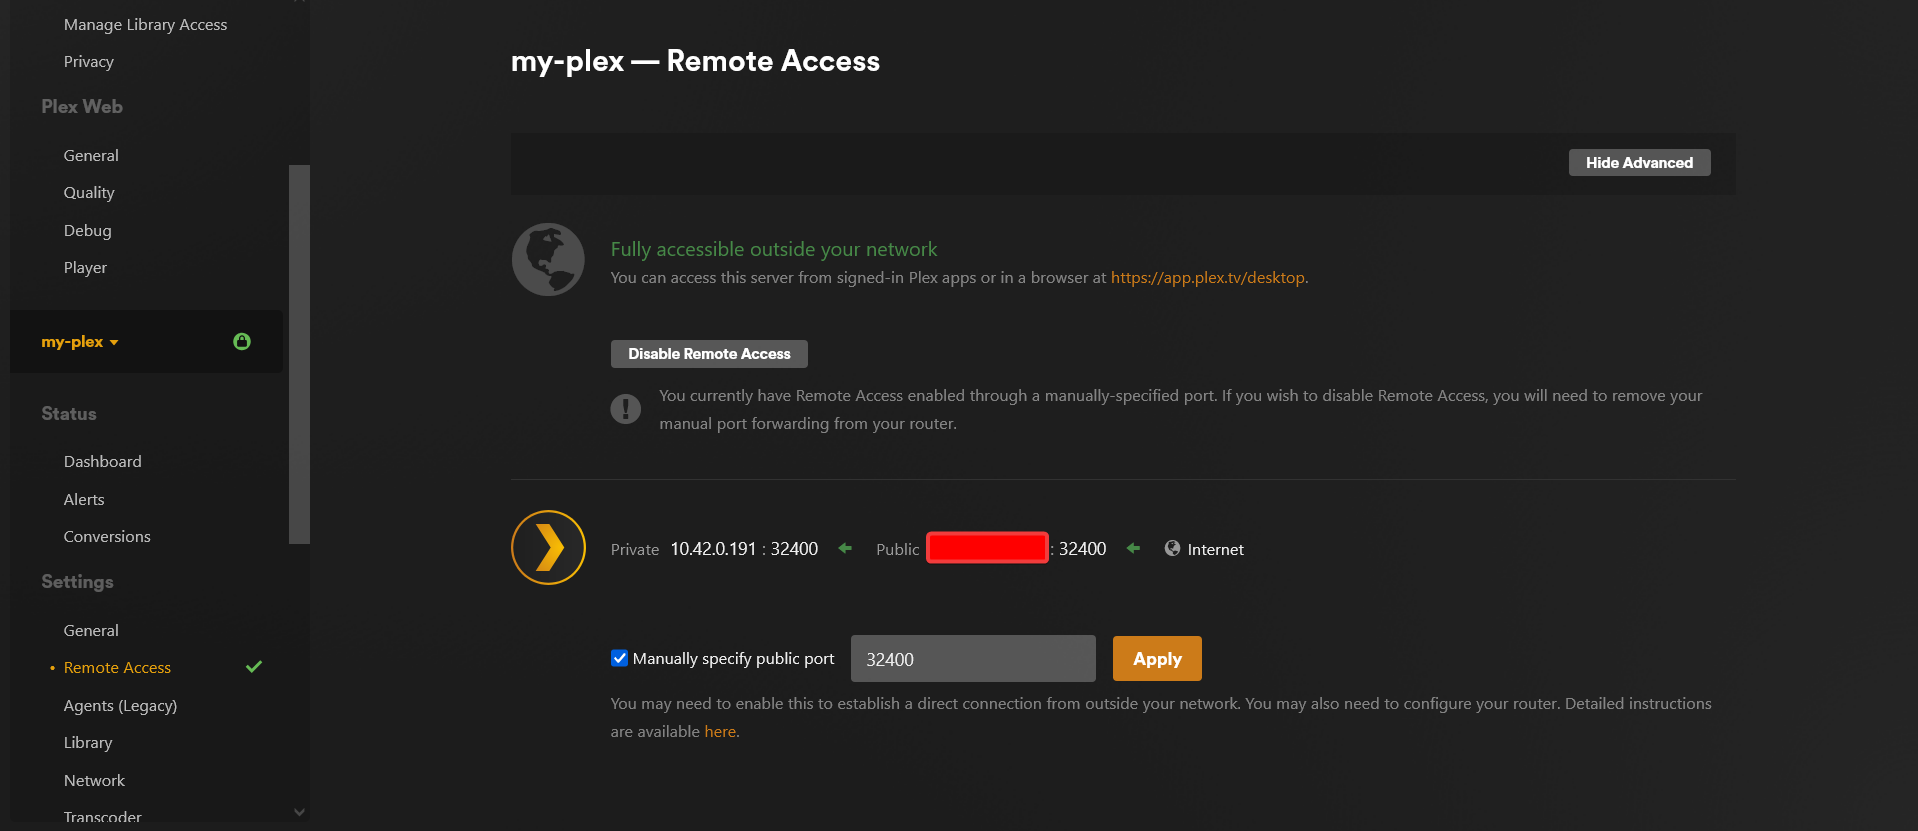 Manage Library Access
Privacy
Plex Web
General
Quality
Debug
Player
my-plex
Status
Dashboard
Alerts
Conversions
Settings
General
Remote Access
Agents (Legacy)
Library
Network
Transcoder
my-plex — Remote Access
Hide Advanced
Fully accessible outside your network
You can access this server from signed-in Plex apps or in a browser at https://app.plex.tv/desktop.
Disable Remote Access
You currently have Remote Access enabled through a manually-specified port. If you wish to disable Remote Access, you will need to remove your
manual port forwarding from your router.
Private 10.42.0.191 : 32400 Public : 32400 Internet
Manually specify public port 32400 Apply
You may need to enable this to establish a direct connection from outside your network. You may also need to configure your router. Detailed instructions
are available here.